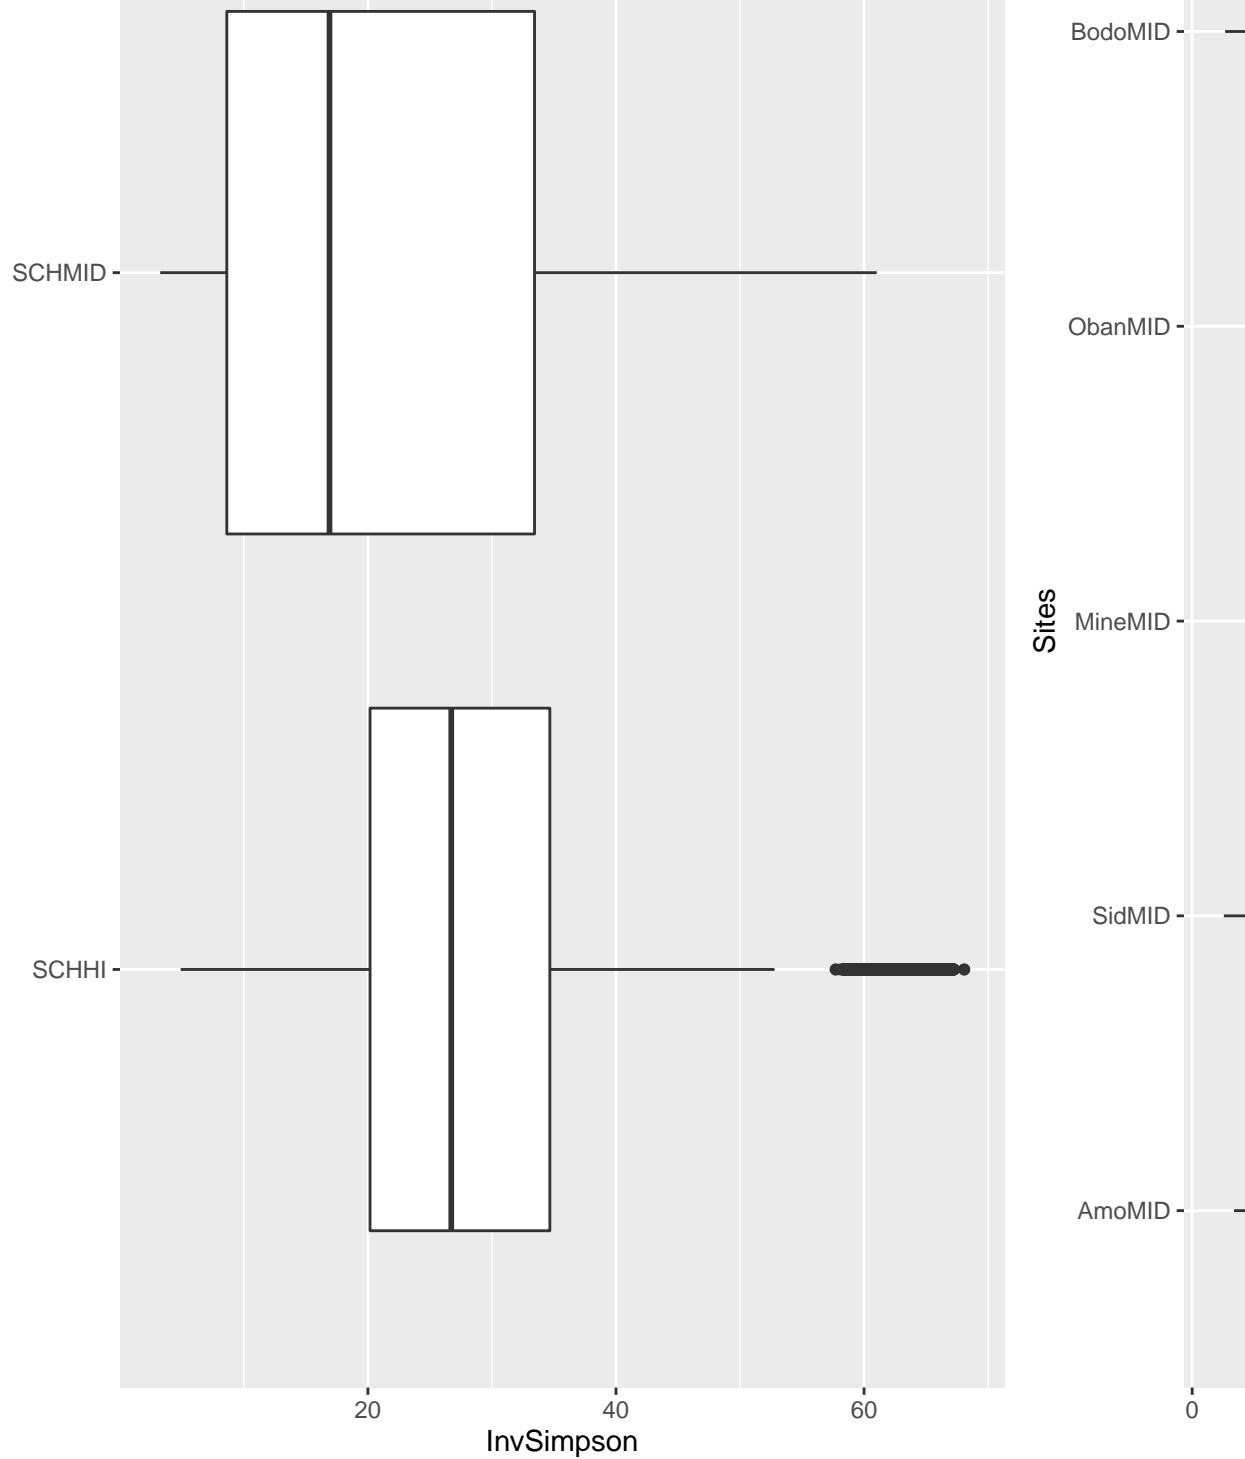 SCHMID
SCHHI
20
40
60
InvSimpson
Sites
BodoMID
ObanMID
MineMID
SidMID
AmoMID
0